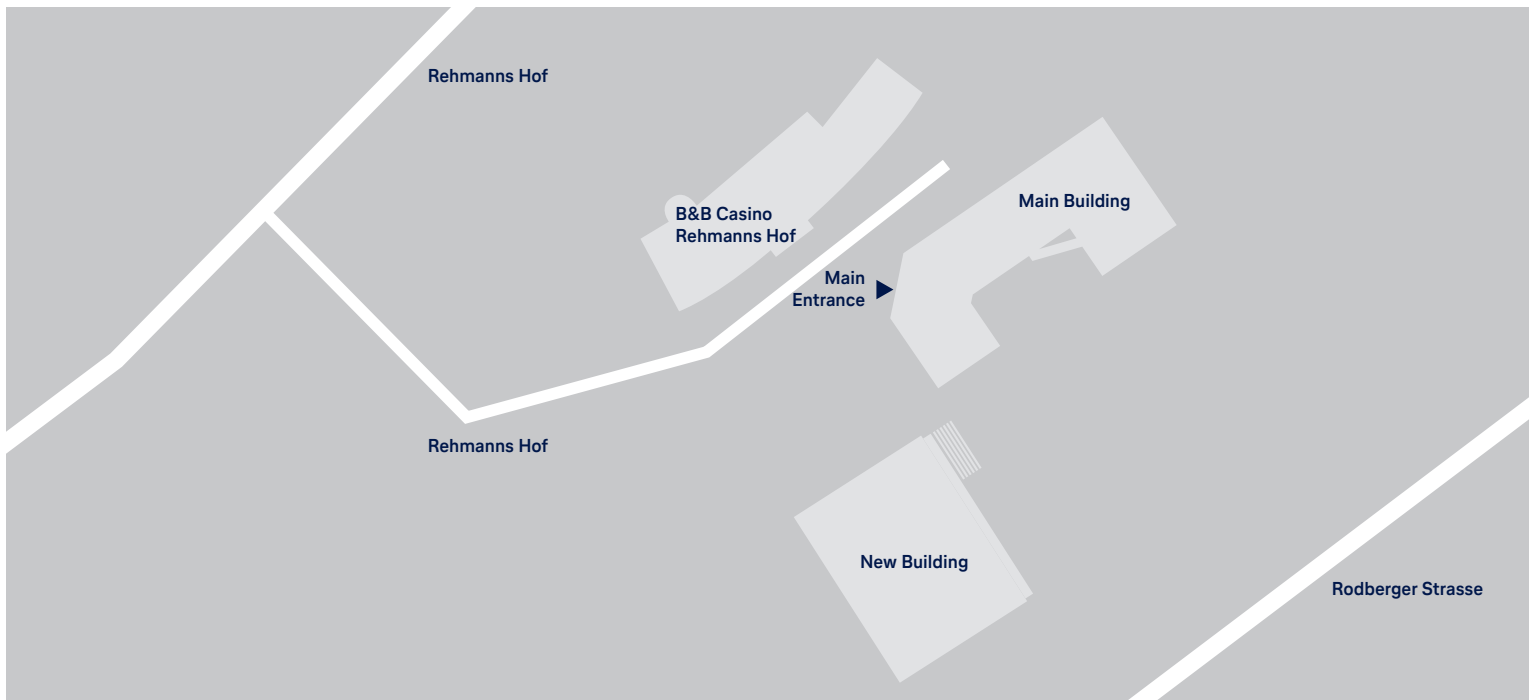 Rehmanns Hof
Main Building
B&B Casino
Rehmanns Hof
Main
Entrance
Rehmanns Hof
New Building
Rodberger Strasse